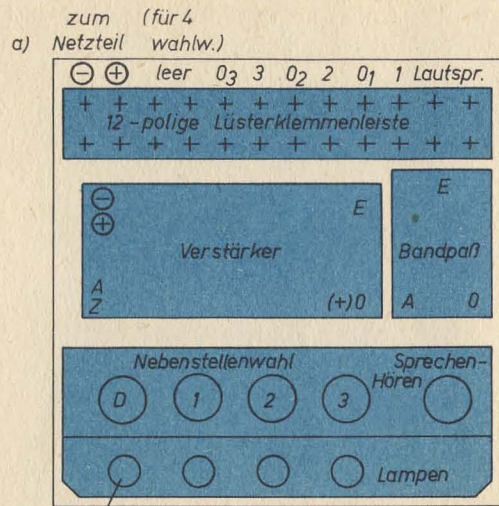 zum (für 4
a) Netzteil wahlw.)
⊖ ⊕ leer 0₃ 3 0₂ 2 0₁ 1 Lautspr.
+ + + + + + + + + + + +
12-polige Lüsterklemmenleiste
+ + + + + + + + + + + +
⊖ E E
⊕
Verstärker Bandpaß
A
Z (+)0 A 0
Nebenstellenwahl Sprechen-
Hören
D 1 2 3
Lampen